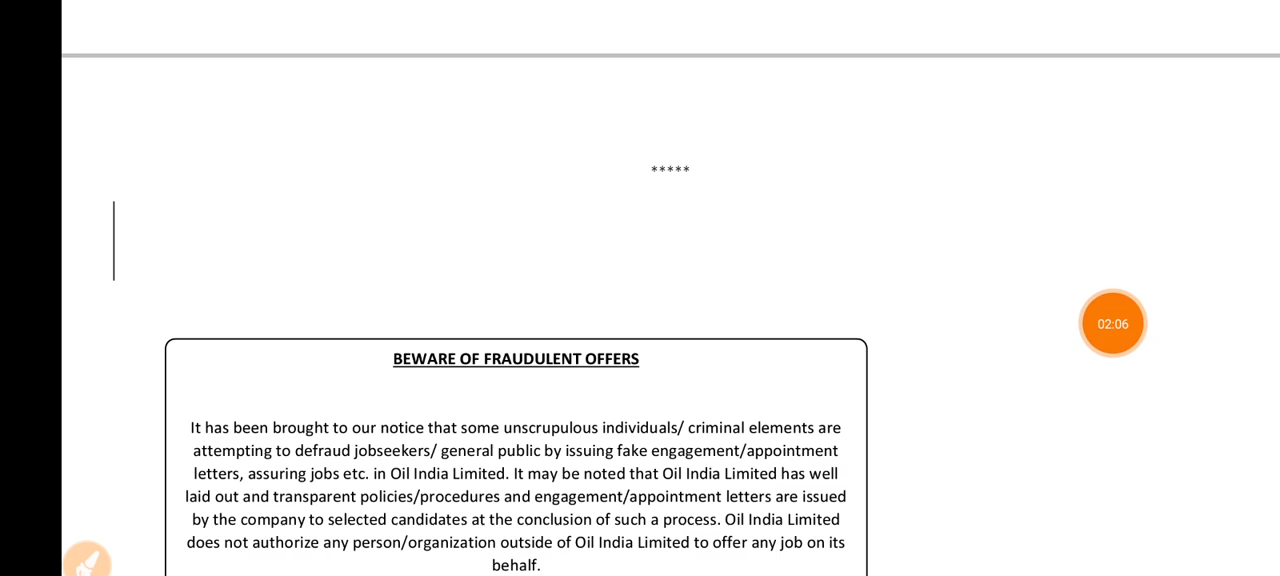 *****
02:06
BEWARE OF FRAUDULENT OFFERS
It has been brought to our notice that some unscrupulous individuals/ criminal elements are
attempting to defraud jobseekers/ general public by issuing fake engagement/appointment
letters, assuring jobs etc. in Oil India Limited. It may be noted that Oil India Limited has well
laid out and transparent policies/procedures and engagement/appointment letters are issued
by the company to selected candidates at the conclusion of such a process. Oil India Limited
does not authorize any person/organization outside of Oil India Limited to offer any job on its
behalf.